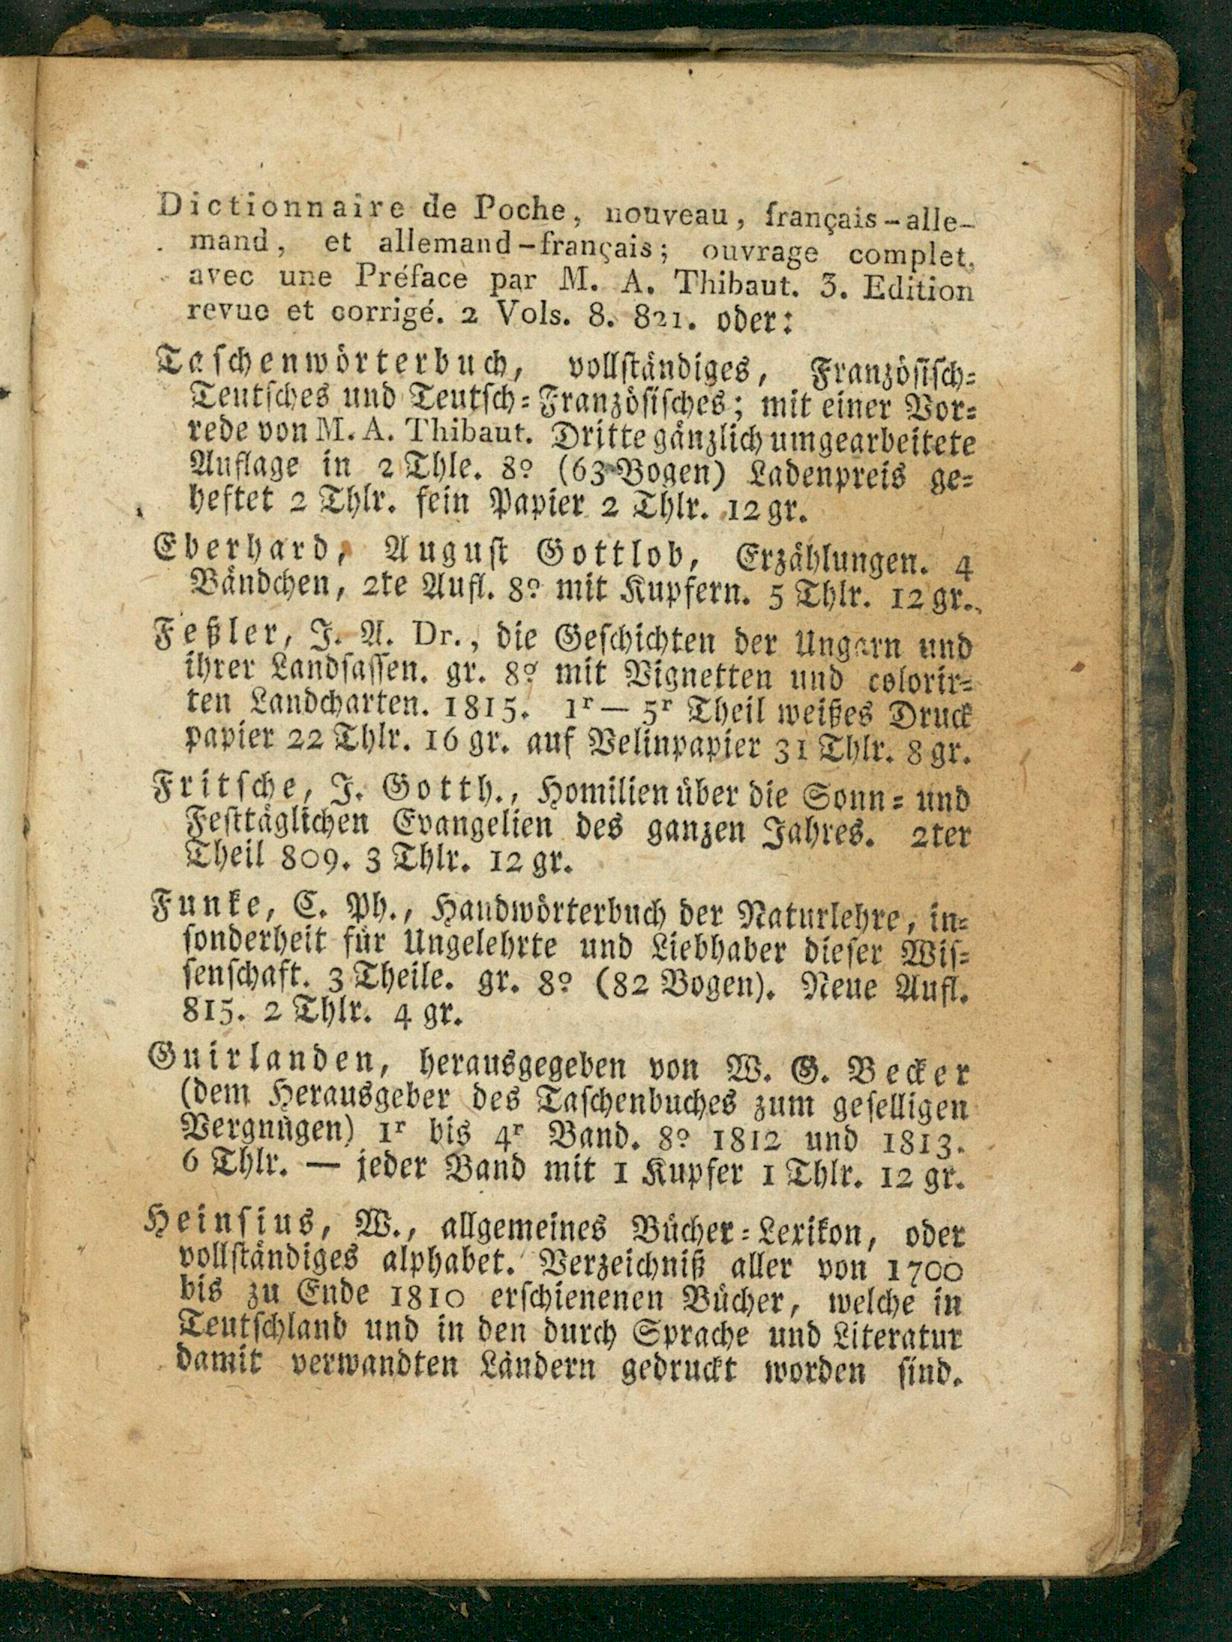 Dictionnaire de Poche, nouveau, français-alle-
mand, et allemand-français; ouvrage complet,
avec une Préface par M. A. Thibaut. 3. Edition
revue et corrigé. 2 Vols. 8. 821. oder:
Taschenwörterbuch, vollständiges, Französisch-
Teutsches und Teutsch-Französisches; mit einer Vor-
rede von M. A. Thibaut. Dritte gänzlich umgearbeitete
Auflage in 2 Thle. 8º (63 Bogen) Ladenpreis ge-
heftet 2 Thlr. fein Papier 2 Thlr. 12 gr.
Eberhard, August Gottlob, Erzählungen. 4
Bändchen, 2te Aufl. 8º mit Kupfern. 5 Thlr. 12 gr.
Feßler, J. A. Dr., die Geschichten der Ungarn und
ihrer Landsassen. gr. 8º mit Vignetten und colorir-
ten Landcharten. 1815. 1r — 5r Theil weißes Druck
papier 22 Thlr. 16 gr. auf Velinpapier 31 Thlr. 8 gr.
Fritsche, J. Gotth., Homilien über die Sonn- und
Festtäglichen Evangelien des ganzen Jahres. 2ter
Theil 809. 3 Thlr. 12 gr.
Funke, C. Ph., Handwörterbuch der Naturlehre, in-
sonderheit für Ungelehrte und Liebhaber dieser Wis-
senschaft. 3 Theile. gr. 8º (82 Bogen). Neue Aufl.
815. 2 Thlr. 4 gr.
Guirlanden, herausgegeben von W. G. Becker
(dem Herausgeber des Taschenbuches zum geselligen
Vergnügen) 1r bis 4r Band. 8º 1812 und 1813.
6 Thlr. — jeder Band mit 1 Kupfer 1 Thlr. 12 gr.
Heinsius, W., allgemeines Bücher-Lexikon, oder
vollständiges alphabet. Verzeichniß aller von 1700
bis zu Ende 1810 erschienenen Bücher, welche in
Teutschland und in den durch Sprache und Literatur
damit verwandten Ländern gedruckt worden sind.